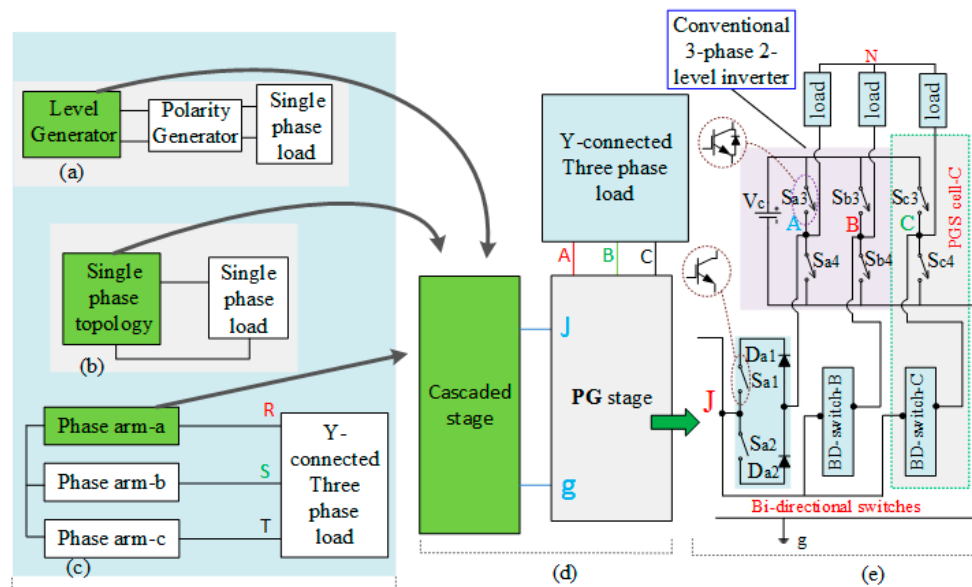 Level
Generator
Polarity
Generator
Single
phase
load
(a)
Single
phase
topology
Single
phase
load
(b)
Phase arm-a
R
Phase arm-b
S
Phase arm-c
T
Y-
connected
Three
phase
load
(c)
Y-connected
Three phase
load
A
B
C
Cascaded
stage
J
g
PG stage
(d)
Conventional
3-phase 2-
level inverter
N
load
load
load
Vc
+
Sa3
Sb3
Sc3
A
B
C
Sa4
Sb4
Sc4
PGS cell-C
J
Da1
Sa1
Sa2
Da2
BD-switch-B
BD-switch-C
Bi-directional switches
g
(e)